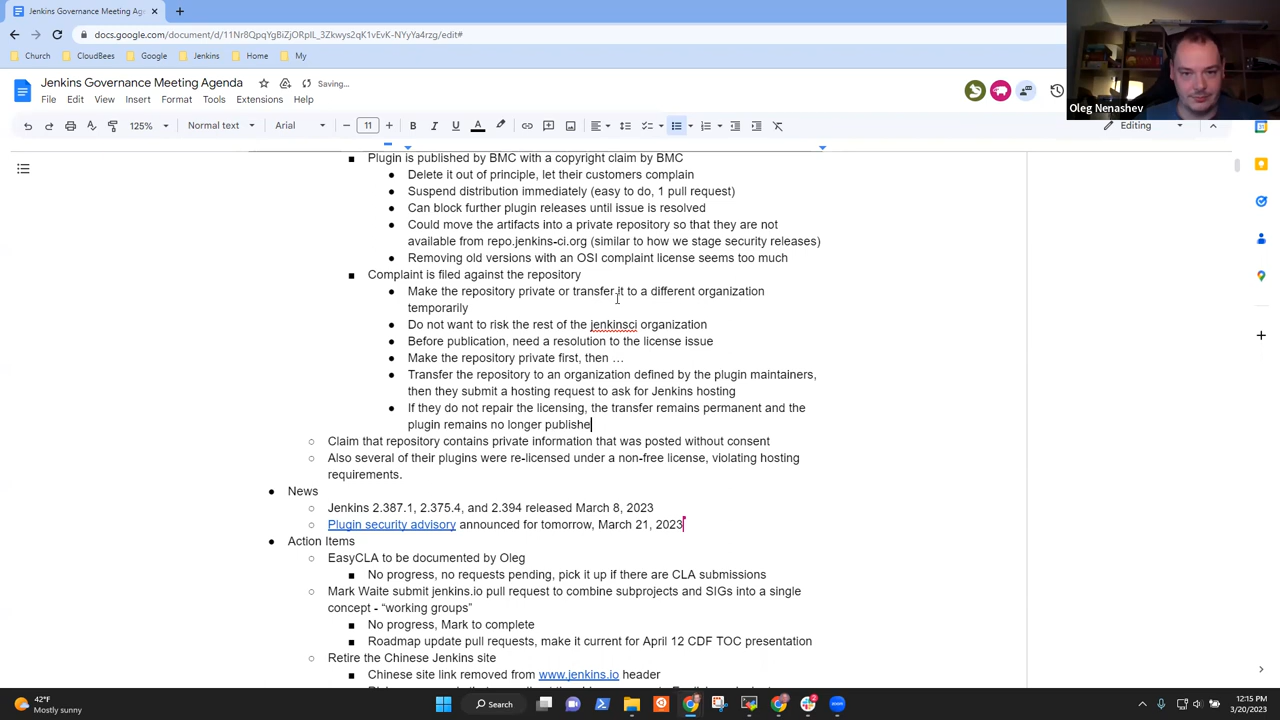 Jenkins Governance Meeting Agen
docs.google.com/document/d/11Nr8QpqYgBiZjORpIL_3Zkwys2qK1vEvK-NYyYa4rzg/edit#
Church
CloudBees
Google
Jenkins
Home
My
Jenkins Governance Meeting Agenda
Saving...
File Edit View Insert Format Tools Extensions Help
125% Normal text Arial 11 Editing
Oleg Nenashev
Plugin is published by BMC with a copyright claim by BMC
Delete it out of principle, let their customers complain
Suspend distribution immediately (easy to do, 1 pull request)
Can block further plugin releases until issue is resolved
Could move the artifacts into a private repository so that they are not
available from repo.jenkins-ci.org (similar to how we stage security releases)
Removing old versions with an OSI complaint license seems too much
Complaint is filed against the repository
Make the repository private or transfer it to a different organization
temporarily
Do not want to risk the rest of the jenkinsci organization
Before publication, need a resolution to the license issue
Make the repository private first, then …
Transfer the repository to an organization defined by the plugin maintainers,
then they submit a hosting request to ask for Jenkins hosting
If they do not repair the licensing, the transfer remains permanent and the
plugin remains no longer publishe
Claim that repository contains private information that was posted without consent
Also several of their plugins were re-licensed under a non-free license, violating hosting
requirements.
News
Jenkins 2.387.1, 2.375.4, and 2.394 released March 8, 2023
Plugin security advisory announced for tomorrow, March 21, 2023
Action Items
EasyCLA to be documented by Oleg
No progress, no requests pending, pick it up if there are CLA submissions
Mark Waite submit jenkins.io pull request to combine subprojects and SIGs into a single
concept - “working groups”
No progress, Mark to complete
Roadmap update pull requests, make it current for April 12 CDF TOC presentation
Retire the Chinese Jenkins site
Chinese site link removed from www.jenkins.io header
42°F
Mostly sunny
Search
12:15 PM
3/20/2023